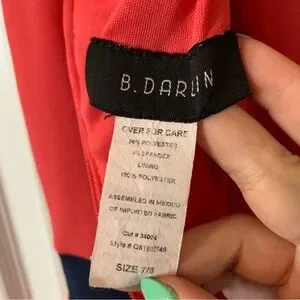 B.DARLIN
OVER FOR CARE
POLYESTER
SPANDEX
LINING
100 % POLYESTER
ASSEMBLED IN MEXICO
OF IMPORTED FABRIC
Cut #
Style #
SIZE 7/8